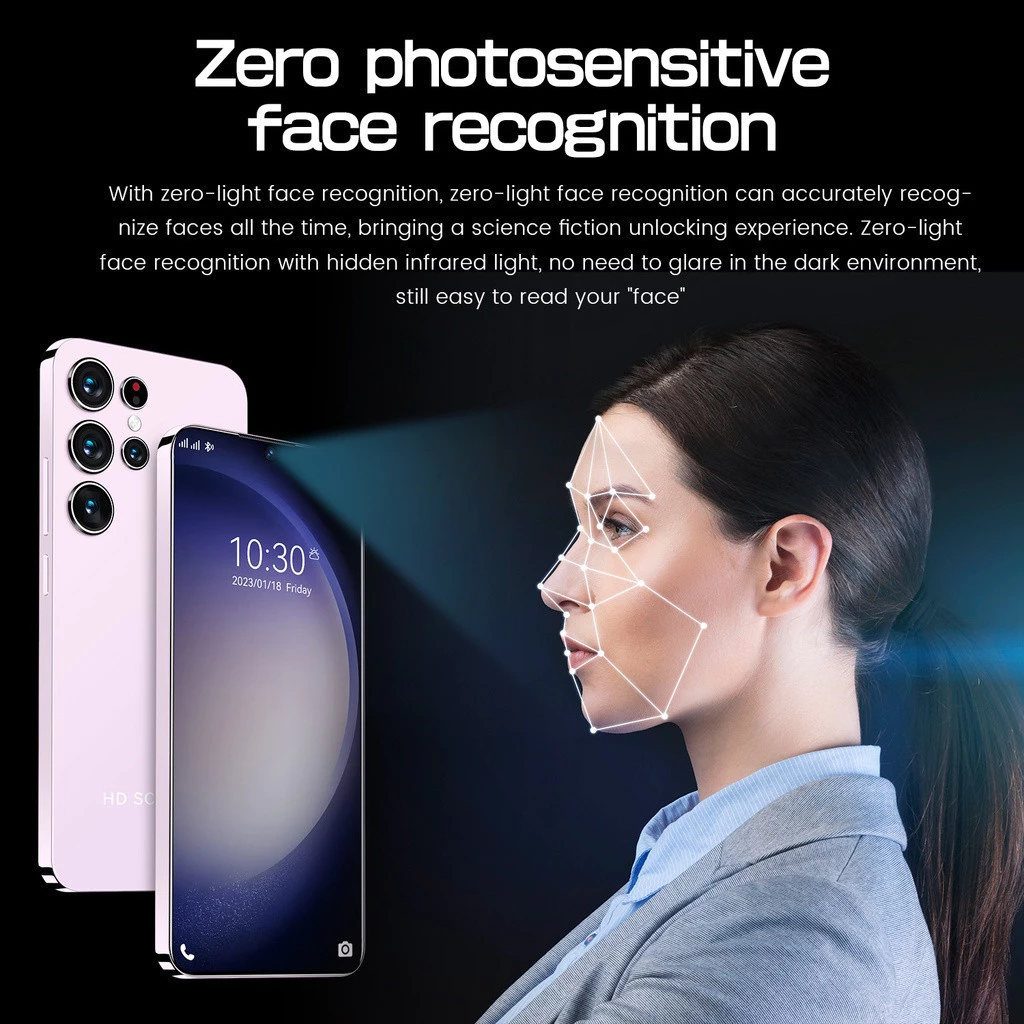 Zero photosensitive
face recognition
With zero-light face recognition, zero-light face recognition can accurately recog-
nize faces all the time, bringing a science fiction unlocking experience. Zero-light
face recognition with hidden infrared light, no need to glare in the dark environment,
still easy to read your "face"
10:30
2023/01/18 Friday
HD SC